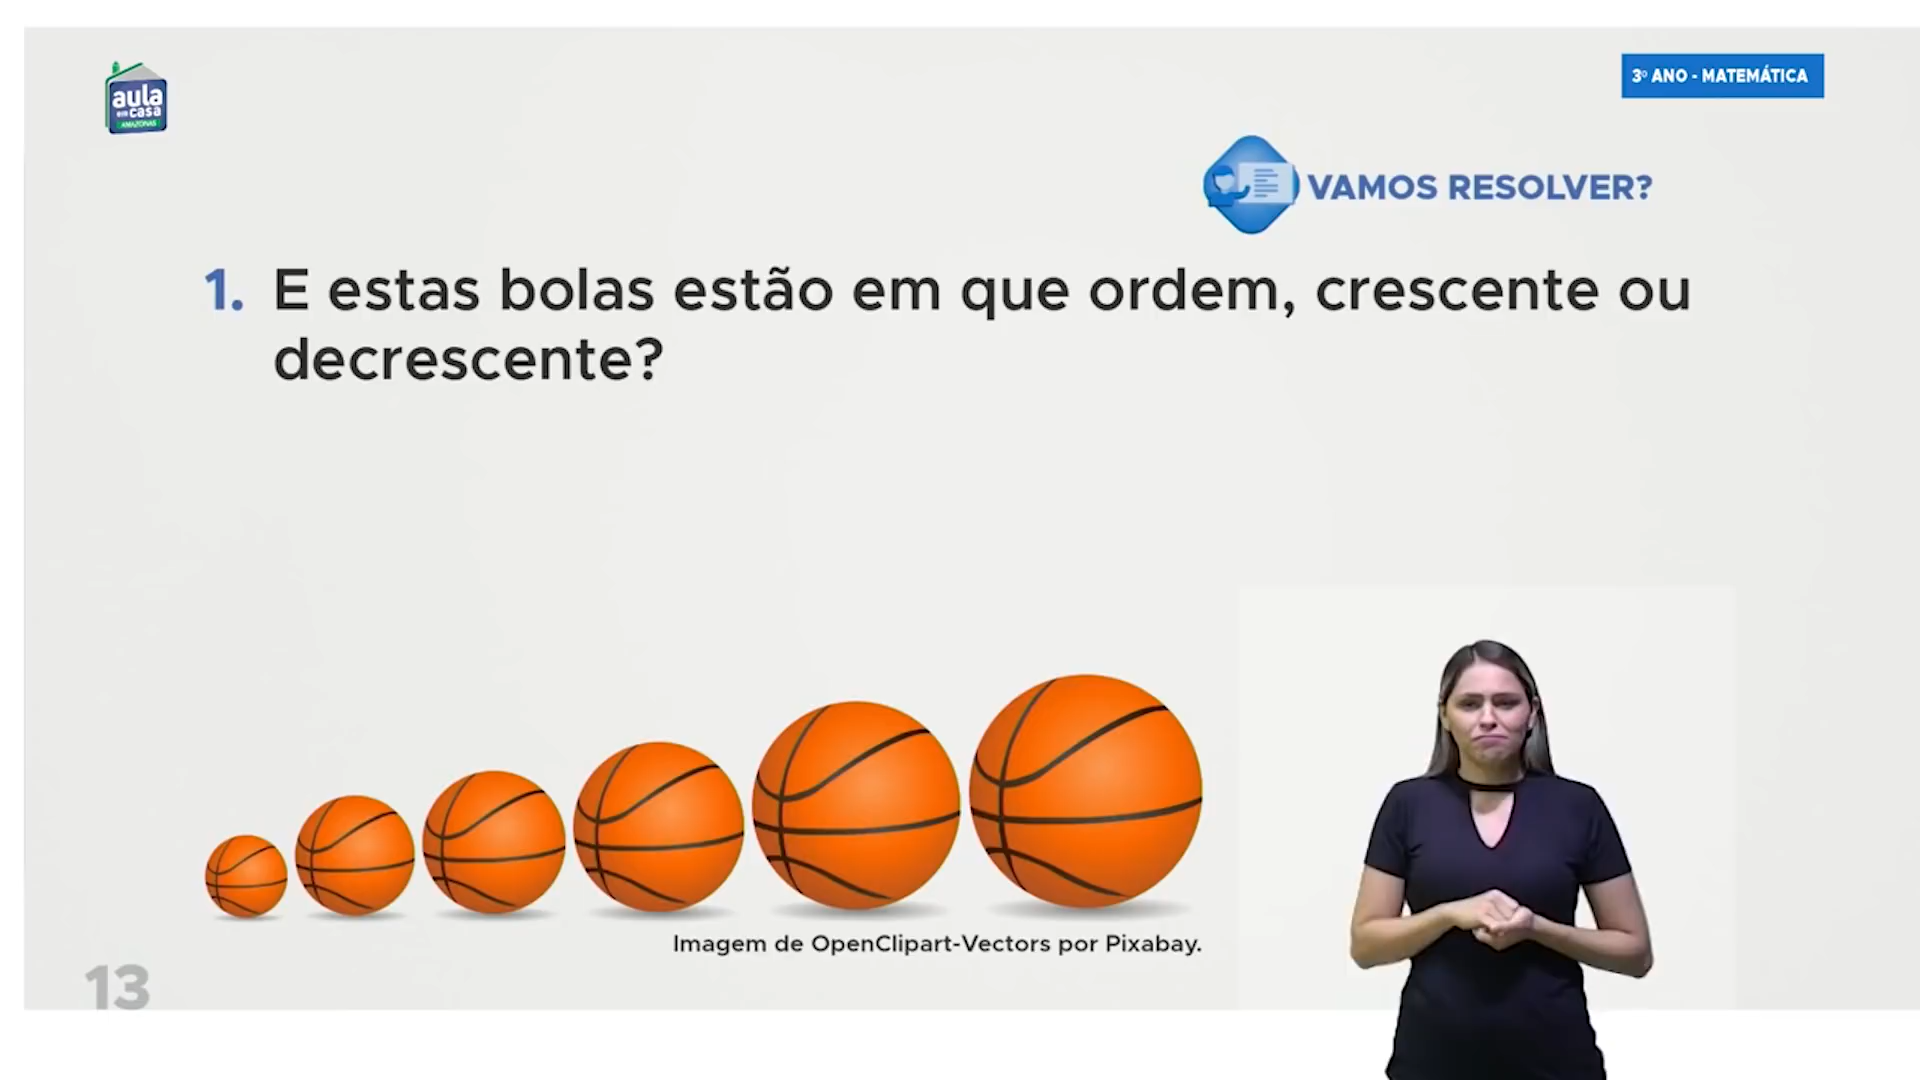 aula
em casa
AMAZONAS
3º ANO - MATEMÁTICA
VAMOS RESOLVER?
1. E estas bolas estão em que ordem, crescente ou
decrescente?
Imagem de OpenClipart-Vectors por Pixabay.
13